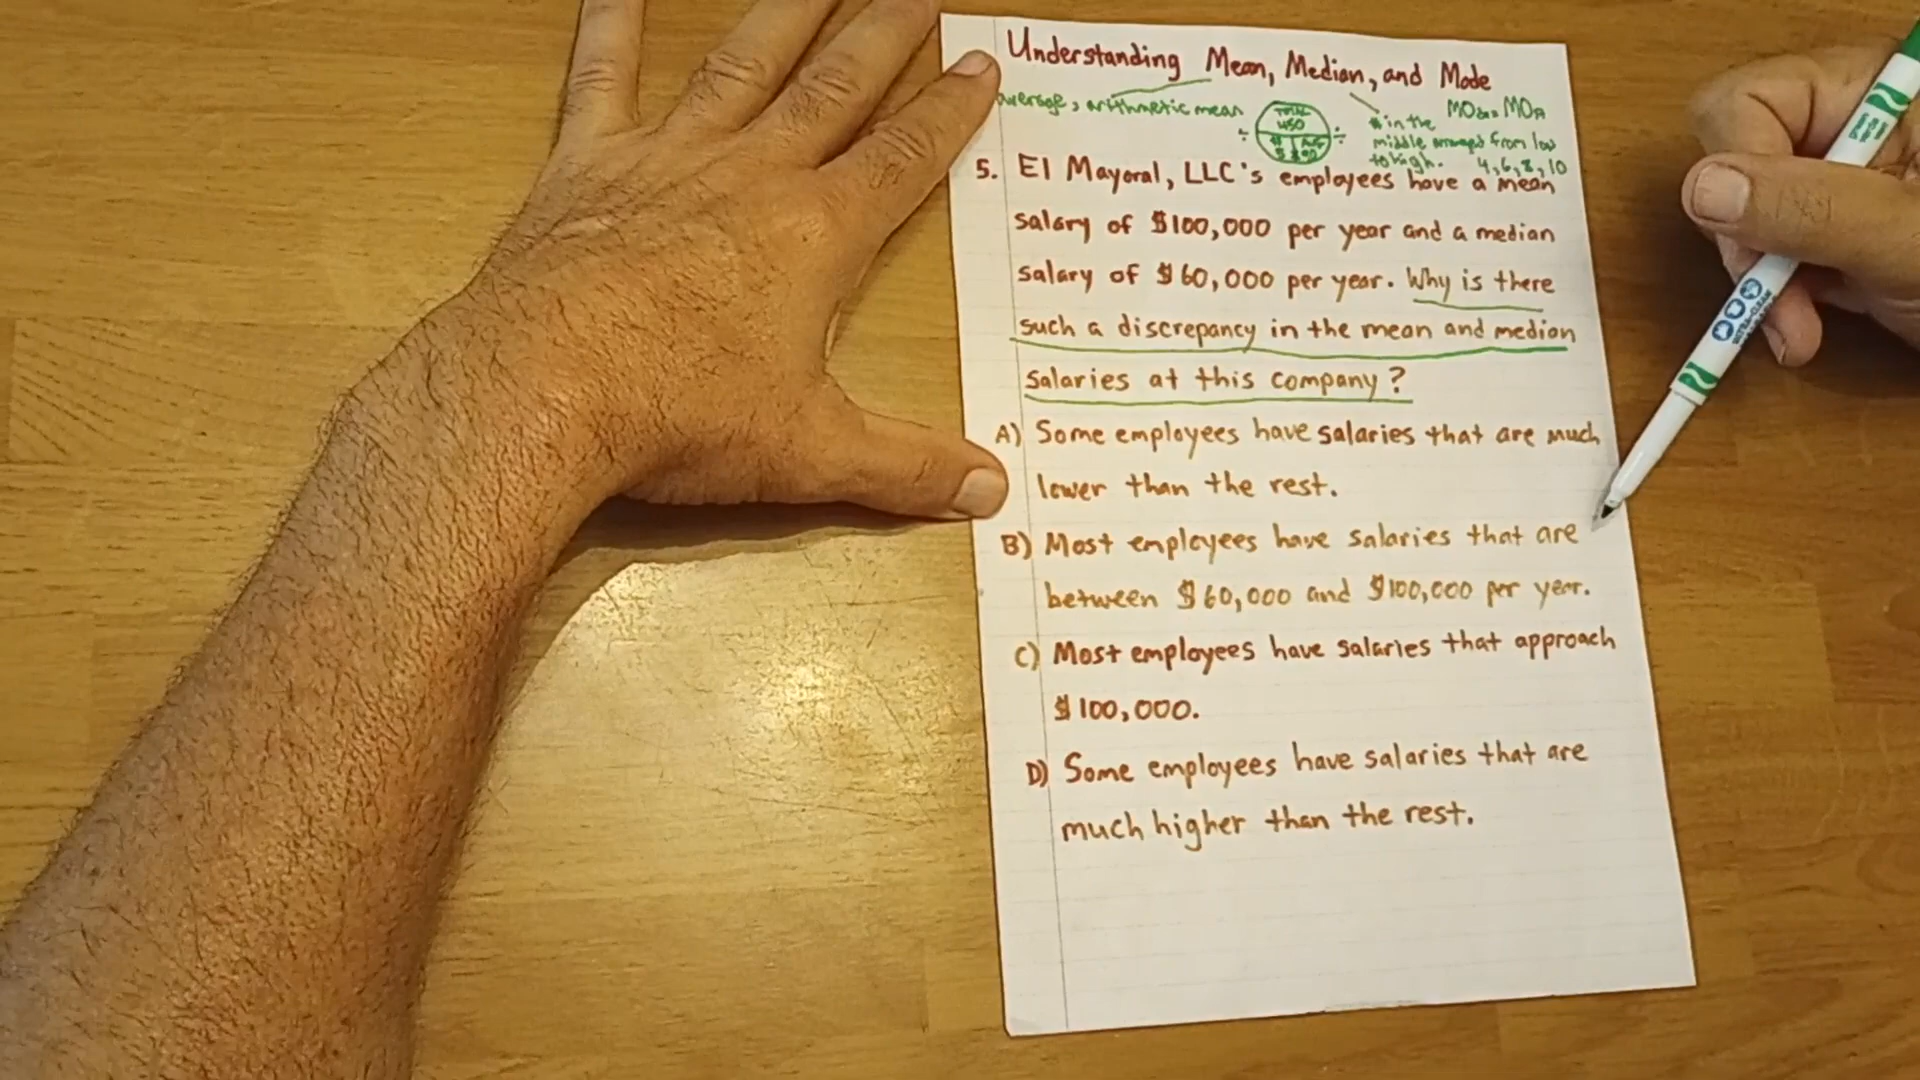 Understanding Mean, Median, and Mode
average, arithmetic mean
TOTAL
450
÷ ÷
# in the
middle arranged from low
to high. 4, 6, 8, 10
5. El Mayoral, LLC's employees have a mean
salary of $100,000 per year and a median
salary of $60,000 per year. Why is there
such a discrepancy in the mean and median
salaries at this company?
A) Some employees have salaries that are much
lower than the rest.
B) Most employees have salaries that are
between $60,000 and $100,000 per year.
C) Most employees have salaries that approach
$100,000.
D) Some employees have salaries that are
much higher than the rest.